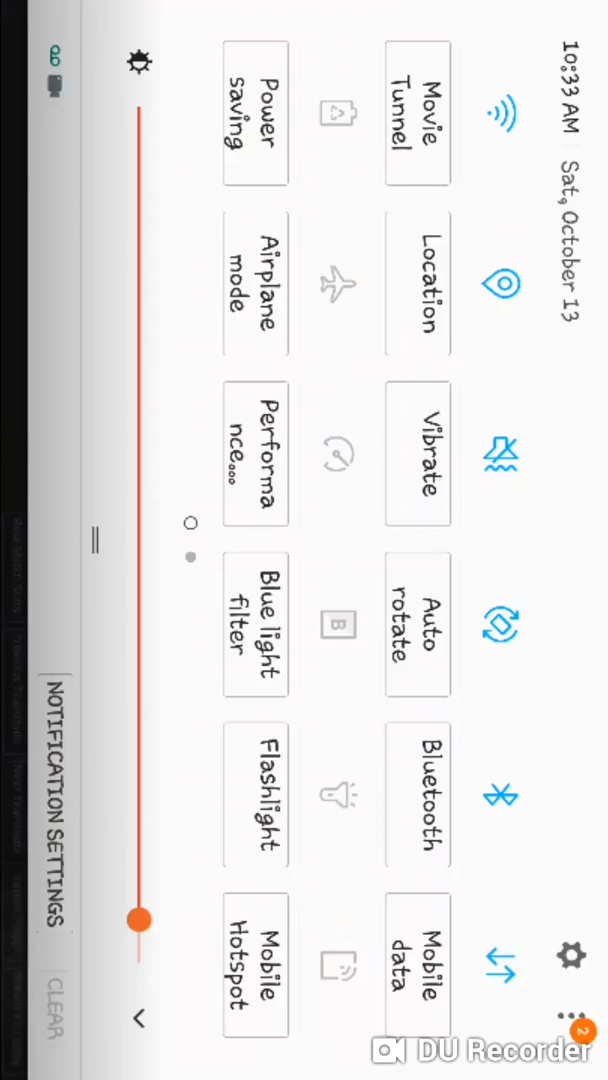 10:33 AM Sat, October 13
2
Movie
Tunnel
Location
Vibrate
Auto
rotate
Bluetooth
Mobile
data
Power
saving
Airplane
mode
Performa
nce...
B
Blue light
filter
Flashlight
Mobile
Hotspot
NOTIFICATION SETTINGS
CLEAR
DU Recorder